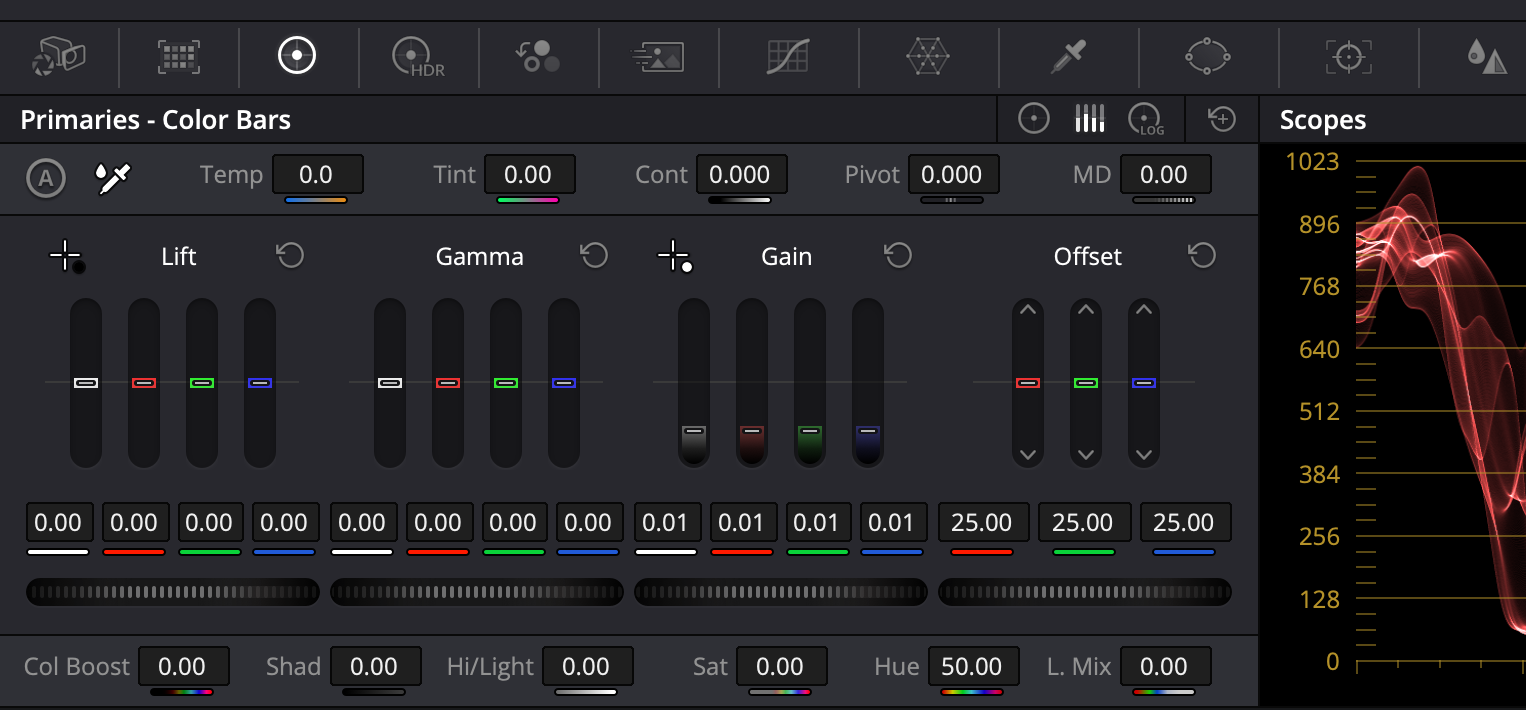 HDR
Primaries - Color Bars
LOG
Scopes
A
Temp 0.0 Tint 0.00 Cont 0.000 Pivot 0.000 MD 0.00
Lift Gamma Gain Offset
0.00 0.00 0.00 0.00 0.00 0.00 0.00 0.00 0.01 0.01 0.01 0.01 25.00 25.00 25.00
Col Boost 0.00 Shad 0.00 Hi/Light 0.00 Sat 0.00 Hue 50.00 L. Mix 0.00
1023
896
768
640
512
384
256
128
0